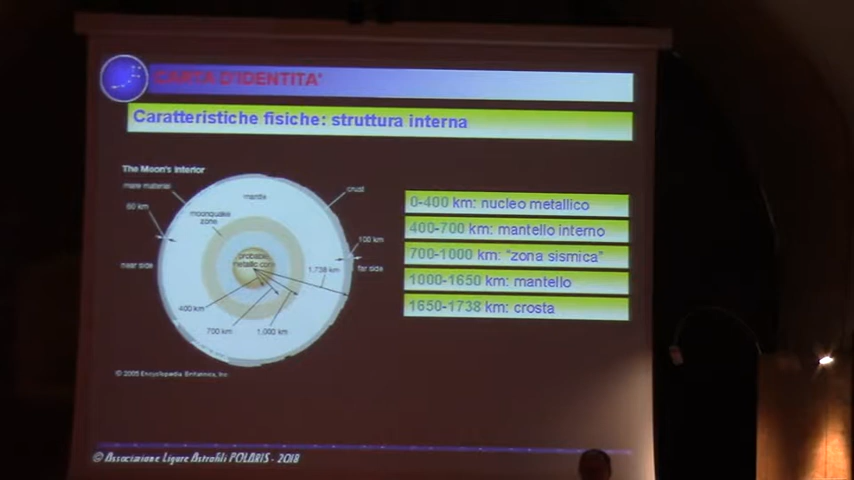 CARTA D'IDENTITA'
Caratteristiche fisiche: struttura interna
The Moon's Interior
mare material
mantle
crust
60 km
moonquake zone
100 km
near side
probable metallic core
1,738 km
far side
400 km
700 km
1,000 km
© 2005 Encyclopædia Britannica, Inc.
0-400 km: nucleo metallico
400-700 km: mantello interno
700-1000 km: "zona sismica"
1000-1650 km: mantello
1650-1738 km: crosta
© Associazione Ligure Astrofili POLARIS - 2018